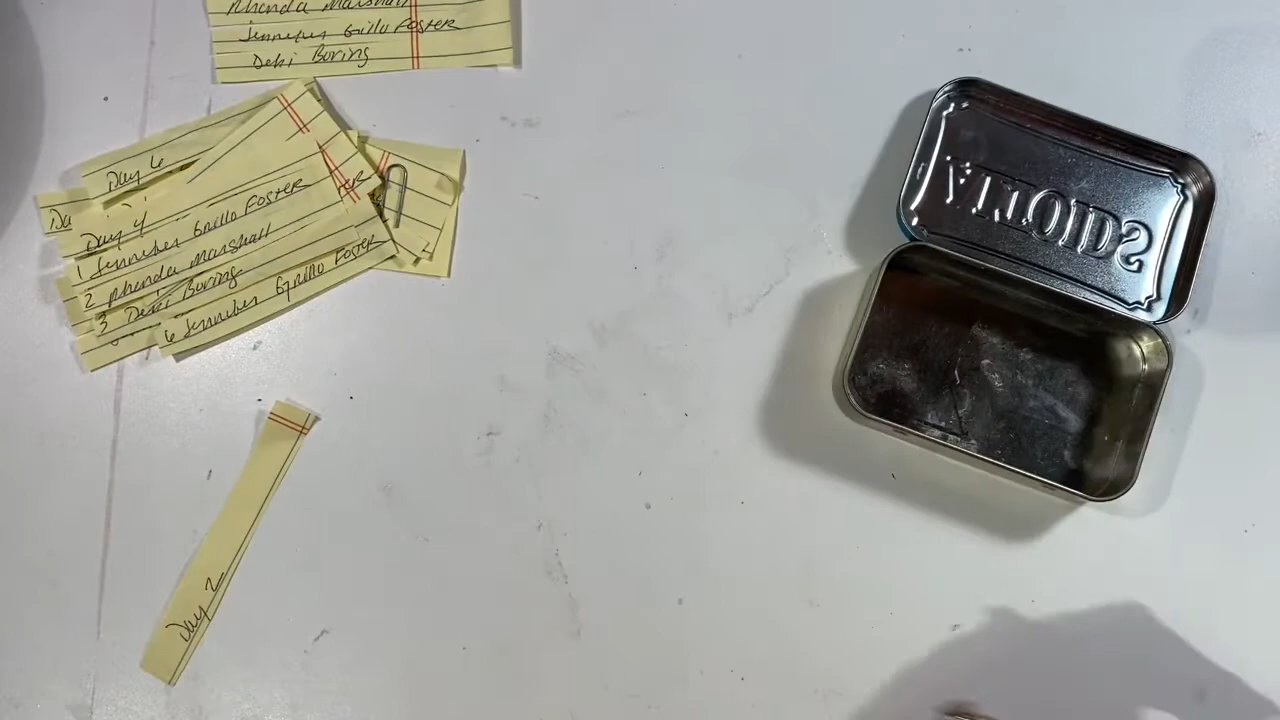 Rhonda Marshall
Jennifer Grillo FOSTER
Debi Boring
Day 6
Da
Day 4
1 Jennifer Grillo FOSTER
2 Rhonda Marshall
3 Debi Boring
6 Jennifer Grillo FOSTER
Day 2
ALTOIDS